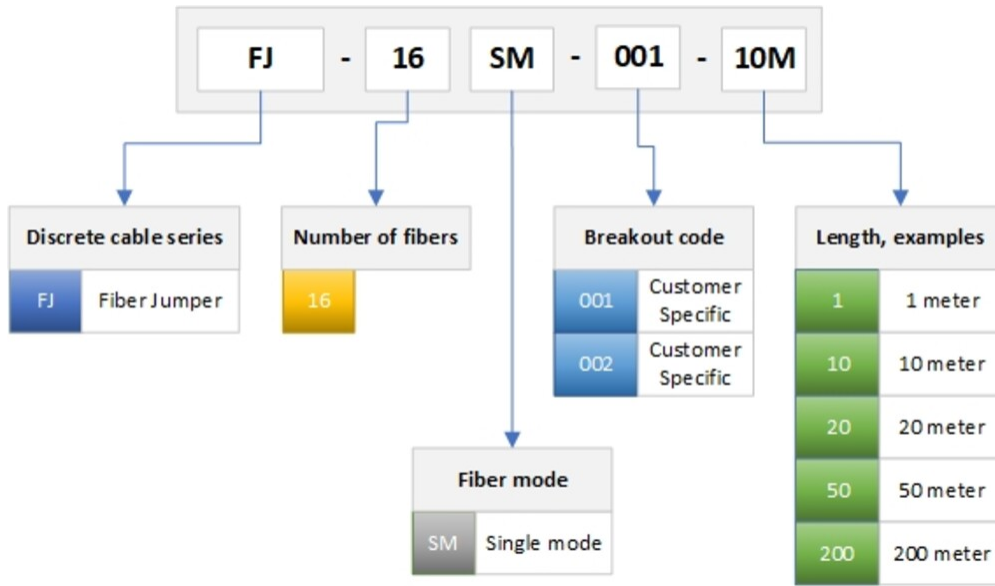 FJ - 16 SM - 001 - 10M
Discrete cable series
FJ Fiber Jumper
Number of fibers
16
Breakout code
001 Customer
Specific
002 Customer
Specific
Length, examples
1 1 meter
10 10 meter
20 20 meter
50 50 meter
200 200 meter
Fiber mode
SM Single mode